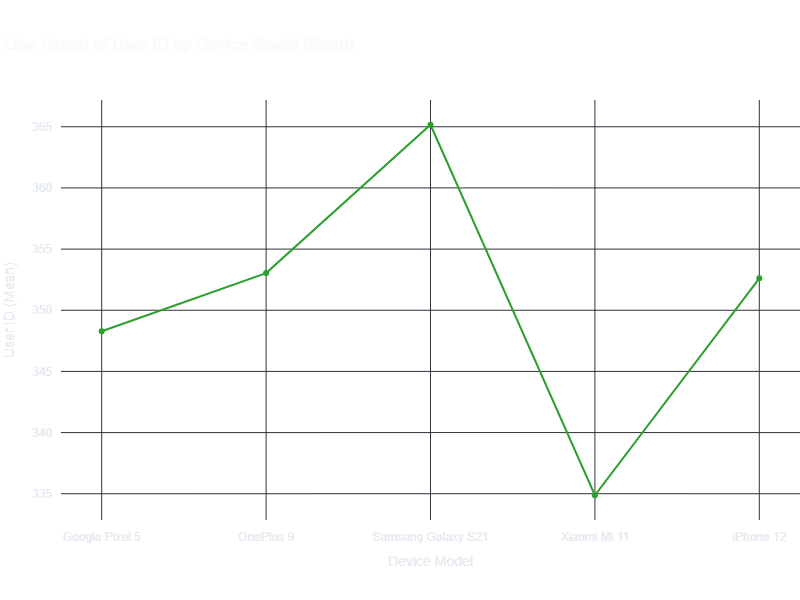 Line Graph of User ID by Device Model (Mean)
365
360
355
350
345
340
335
User ID (Mean)
Google Pixel 5
OnePlus 9
Samsung Galaxy S21
Xiaomi Mi 11
iPhone 12
Device Model